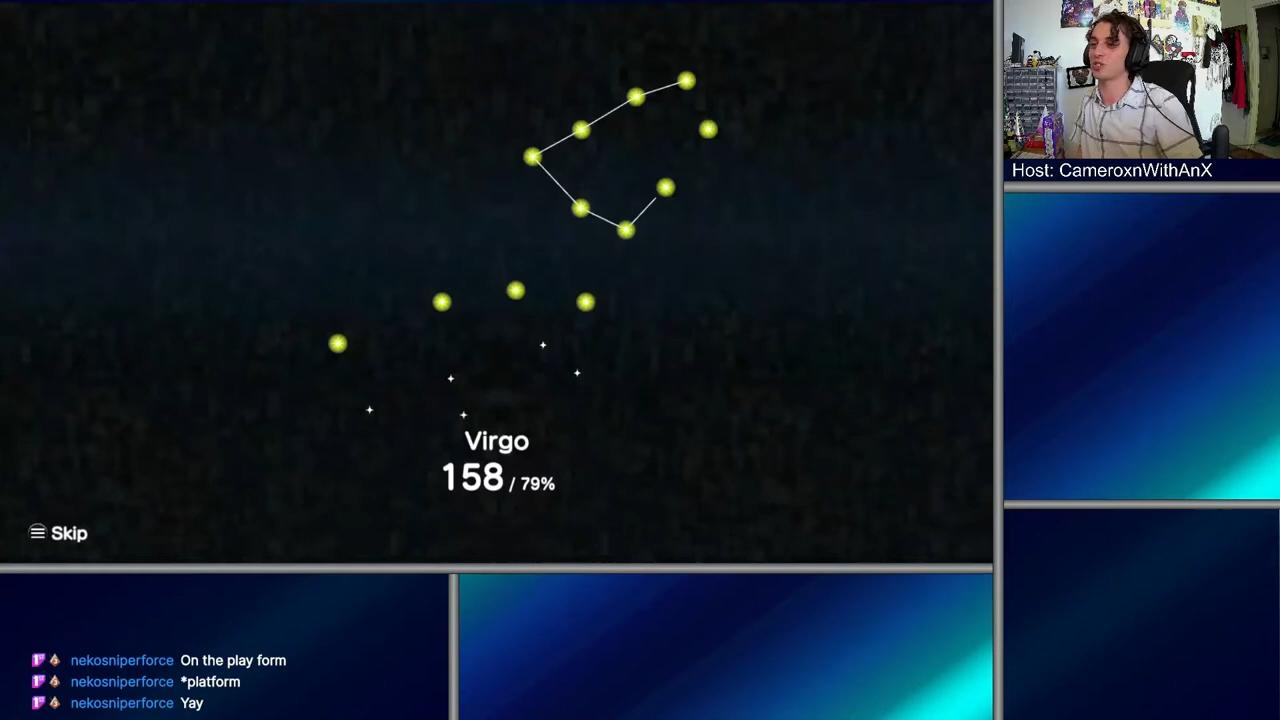 Host: CameroxnWithAnX
Virgo
158 / 79%
Skip
nekosniperforce On the play form
nekosniperforce *platform
nekosniperforce Yay